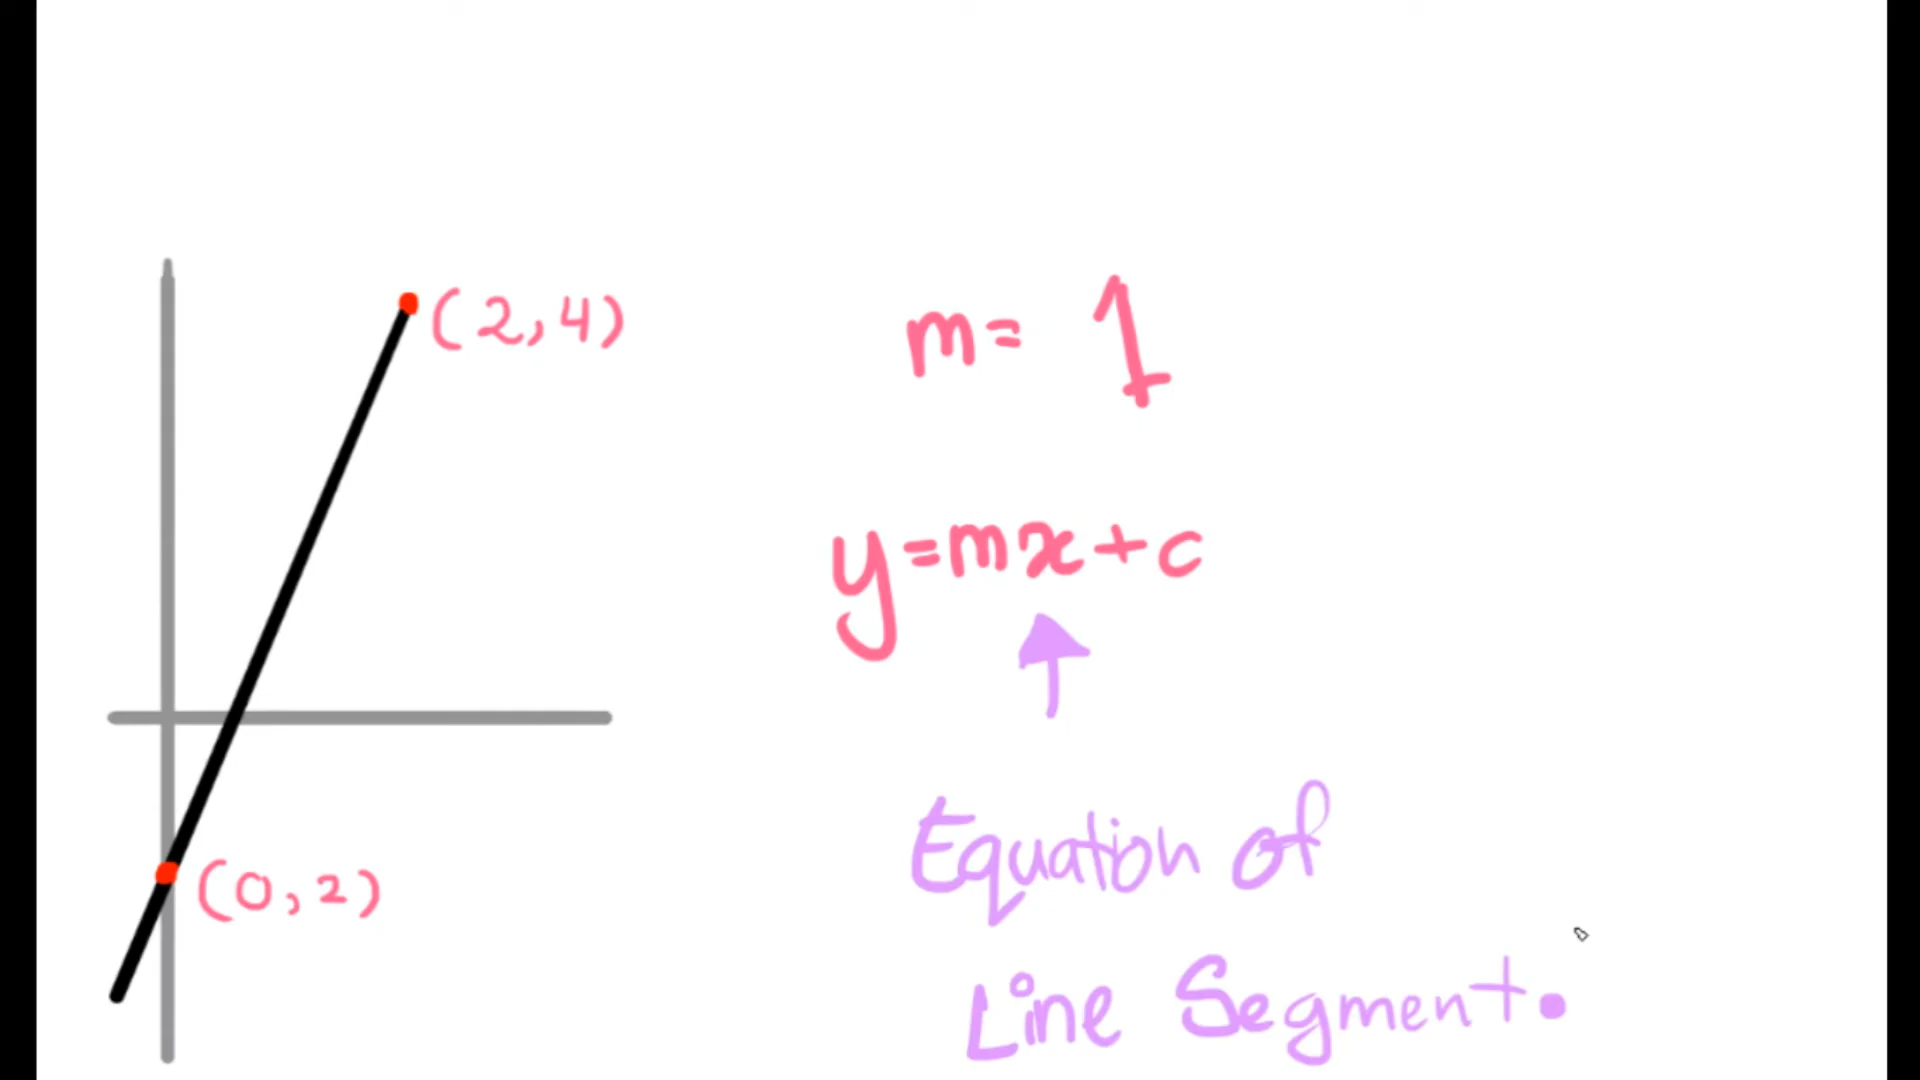 (2,4)
m= 1
y=mx+c
(0,2)
Equation of
Line Segment.